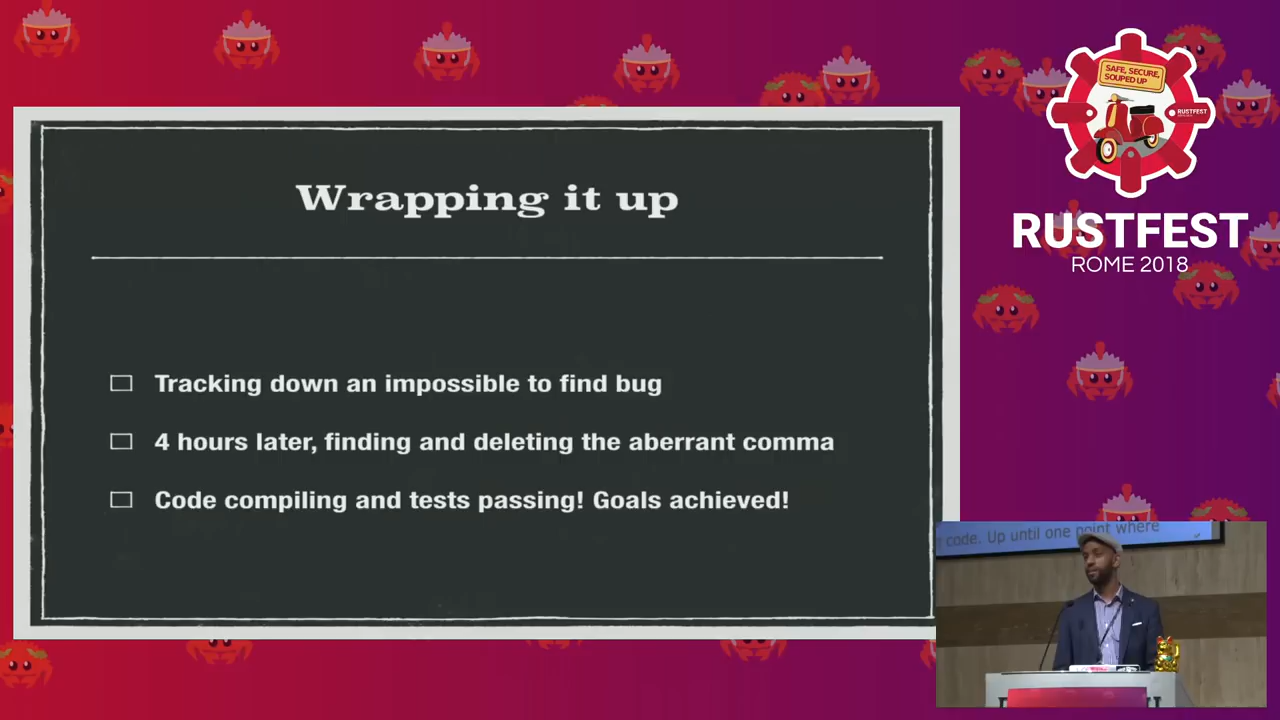 Wrapping it up
Tracking down an impossible to find bug
4 hours later, finding and deleting the aberrant comma
Code compiling and tests passing! Goals achieved!
SAFE, SECURE,
SOUPED UP
RUSTFEST
RUSTFEST
ROME 2018
code. Up until one point where